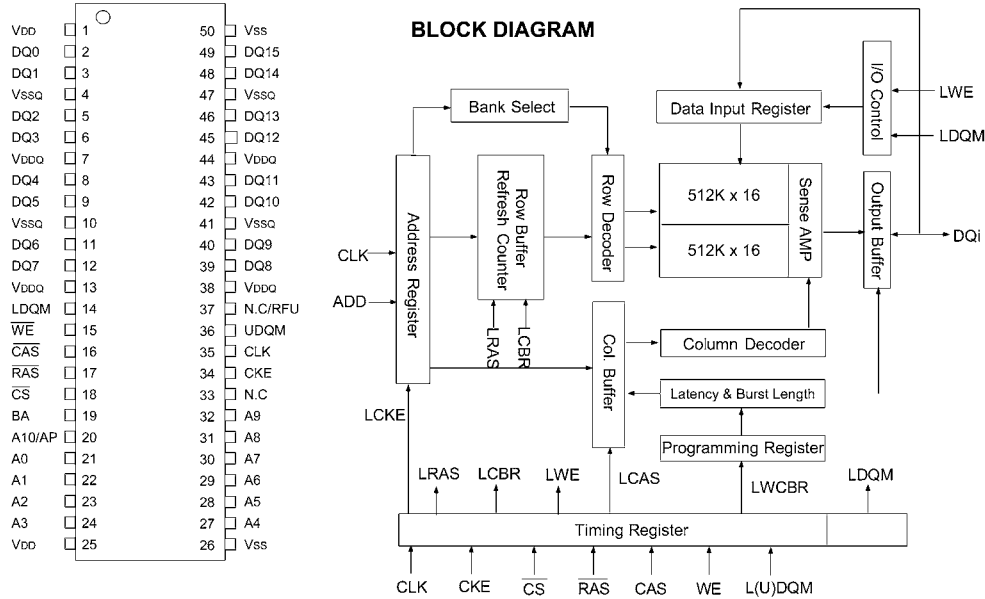 VDD 1 50 VSS
DQ0 2 49 DQ15
DQ1 3 48 DQ14
VSSQ 4 47 VSSQ
DQ2 5 46 DQ13
DQ3 6 45 DQ12
VDDQ 7 44 VDDQ
DQ4 8 43 DQ11
DQ5 9 42 DQ10
VSSQ 10 41 VSSQ
DQ6 11 40 DQ9
DQ7 12 39 DQ8
VDDQ 13 38 VDDQ
LDQM 14 37 N.C/RFU
WE 15 36 UDQM
CAS 16 35 CLK
RAS 17 34 CKE
CS 18 33 N.C
BA 19 32 A9
A10/AP 20 31 A8
A0 21 30 A7
A1 22 29 A6
A2 23 28 A5
A3 24 27 A4
VDD 25 26 VSS
BLOCK DIAGRAM
Bank Select
Data Input Register
I/O Control
LWE
LDQM
CLK
ADD
Address Register
Row Buffer
Refresh Counter
Row Decoder
512K x 16
512K x 16
Sense AMP
Output Buffer
DQi
LRAS
LCBR
Col. Buffer
Column Decoder
Latency & Burst Length
Programming Register
LCKE
LRAS LCBR LWE LCAS LWCBR LDQM
Timing Register
CLK CKE CS RAS CAS WE L(U)DQM